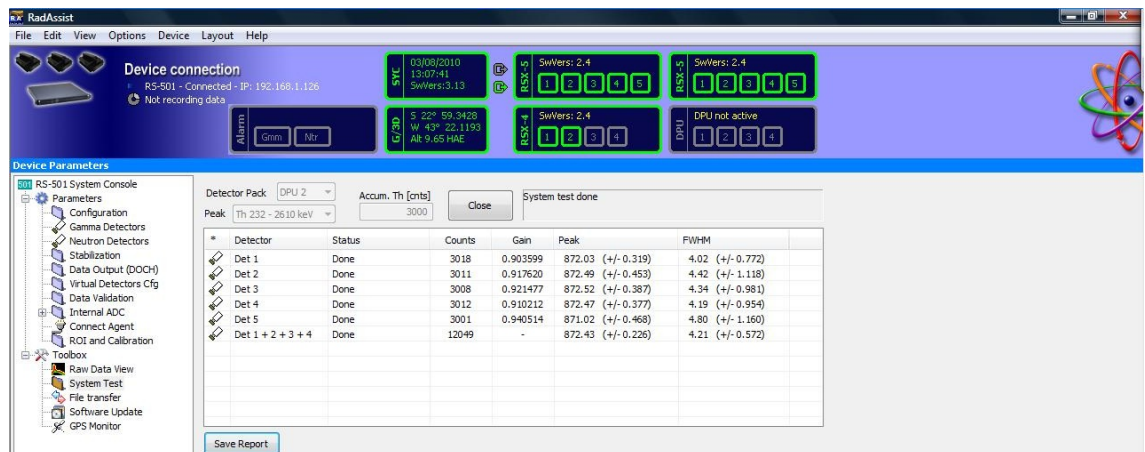 RadAssist
File Edit View Options Device Layout Help
Device connection
RS-501 - Connected - IP: 192.168.1.126
Not recording data
Alarm Gmm Ntr
SYC
03/08/2010
13:07:41
SwVers:3.13
G/3D
S 22° 59.3428
W 43° 22.1193
Alt 9.65 HAE
RSX-5
SwVers: 2.4
1 2 3 4 5
RSX-4
SwVers: 2.4
1 2 3 4
RSX-5
SwVers: 2.4
1 2 3 4 5
DPU
DPU not active
1 2 3 4
Device Parameters
501 RS-501 System Console
Parameters
Configuration
Gamma Detectors
Neutron Detectors
Stabilization
Data Output (DOCH)
Virtual Detectors Cfg
Data Validation
Internal ADC
Connect Agent
ROI and Calibration
Toolbox
Raw Data View
System Test
File transfer
Software Update
GPS Monitor
Detector Pack DPU 2
Accum. Th [cnts]
Peak Th 232 - 2610 keV
3000
Close
System test done
* Detector Status Counts Gain Peak FWHM
Det 1 Done 3018 0.903599 872.03 (+/- 0.319) 4.02 (+/- 0.772)
Det 2 Done 3011 0.917620 872.49 (+/- 0.453) 4.42 (+/- 1.118)
Det 3 Done 3008 0.921477 872.52 (+/- 0.387) 4.34 (+/- 0.981)
Det 4 Done 3012 0.910212 872.47 (+/- 0.377) 4.19 (+/- 0.954)
Det 5 Done 3001 0.940514 871.02 (+/- 0.468) 4.80 (+/- 1.160)
Det 1 + 2 + 3 + 4 Done 12049 - 872.43 (+/- 0.226) 4.21 (+/- 0.572)
Save Report